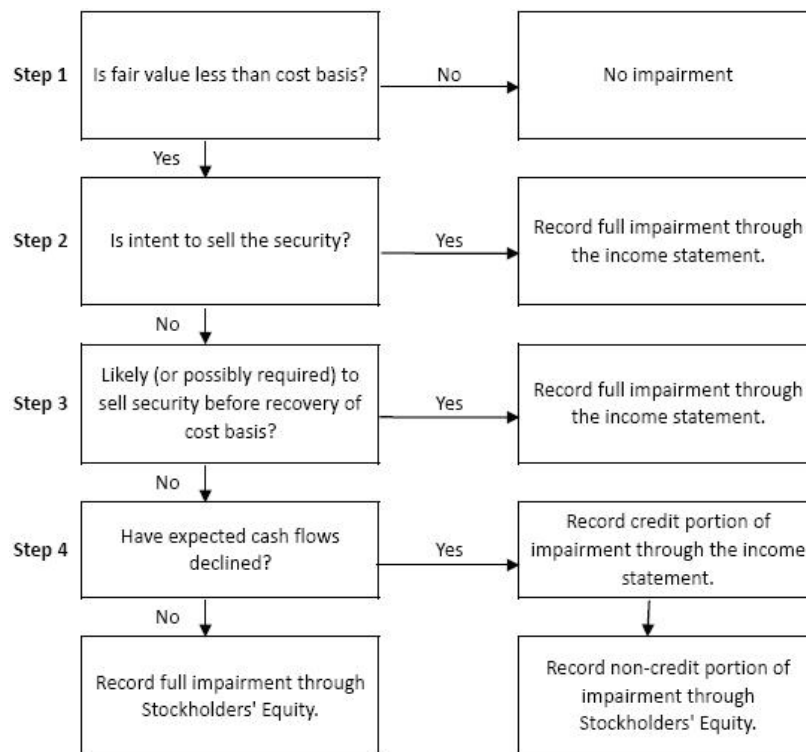 Step 1
Is fair value less than cost basis?
No
No impairment
Yes
Step 2
Is intent to sell the security?
Yes
Record full impairment through
the income statement.
No
Step 3
Likely (or possibly required) to
sell security before recovery of
cost basis?
Yes
Record full impairment through
the income statement.
No
Step 4
Have expected cash flows
declined?
Yes
Record credit portion of
impairment through the income
statement.
No
Record full impairment through
Stockholders' Equity.
Record non-credit portion of
impairment through
Stockholders' Equity.